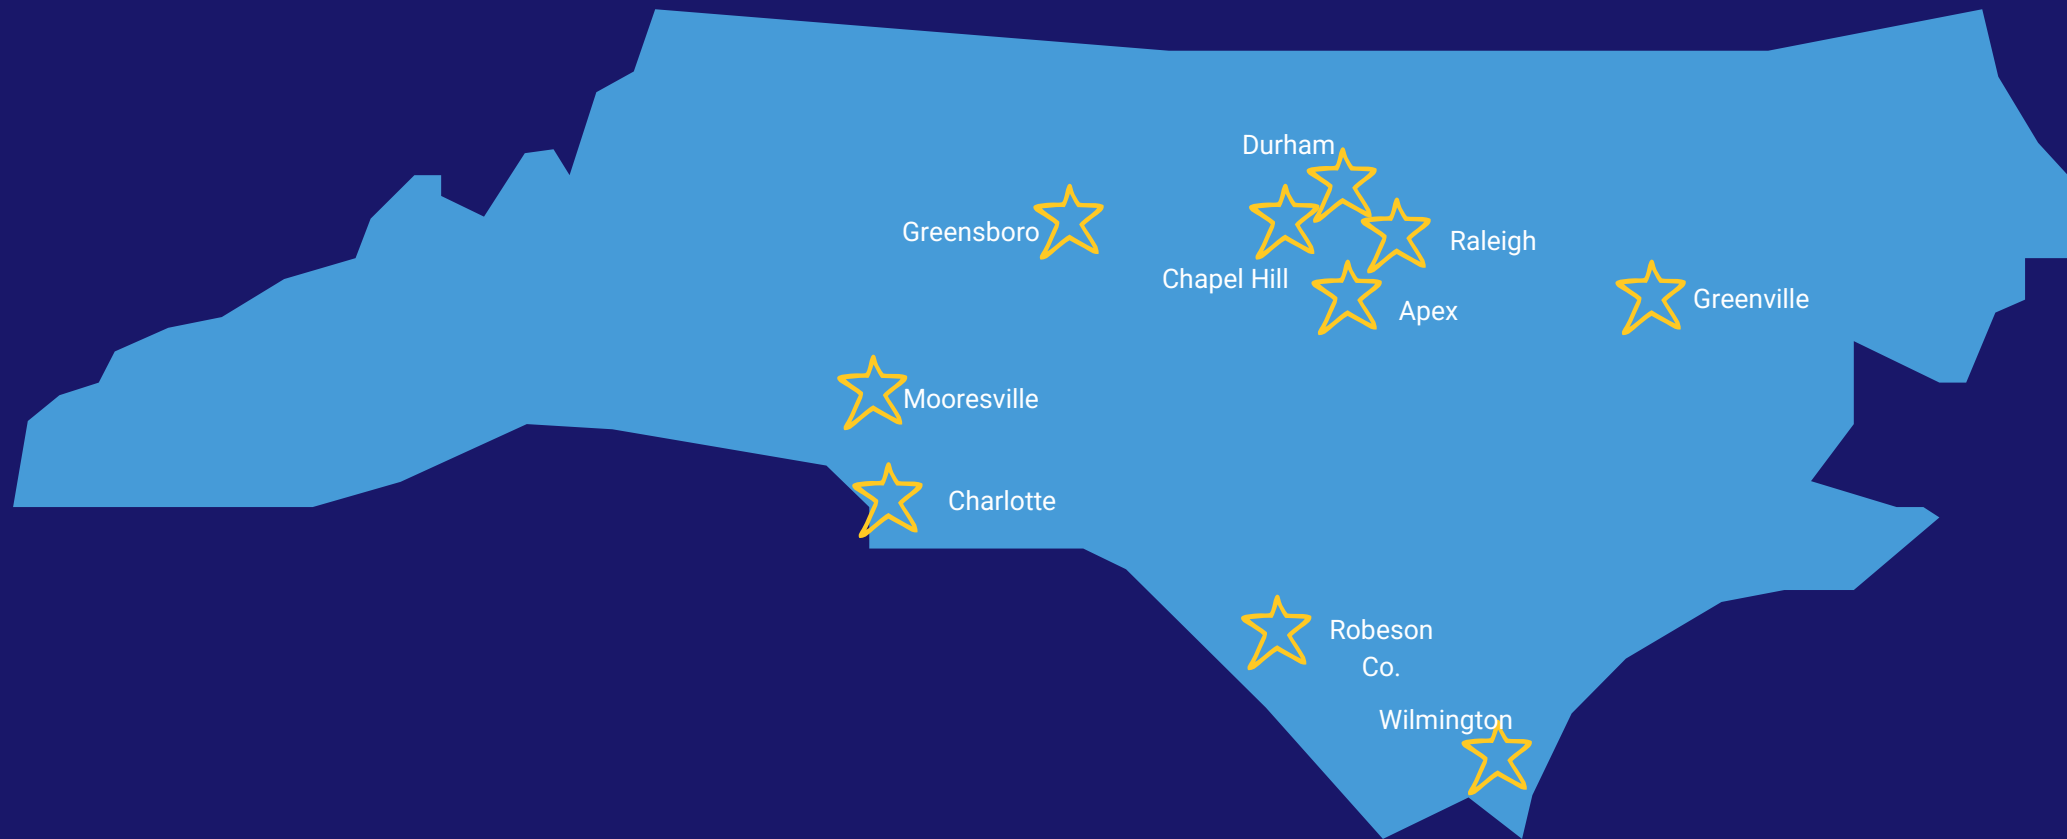 Durham
Greensboro
Raleigh
Chapel Hill
Greenville
Apex
Mooresville
Charlotte
Robeson
Co.
Wilmington